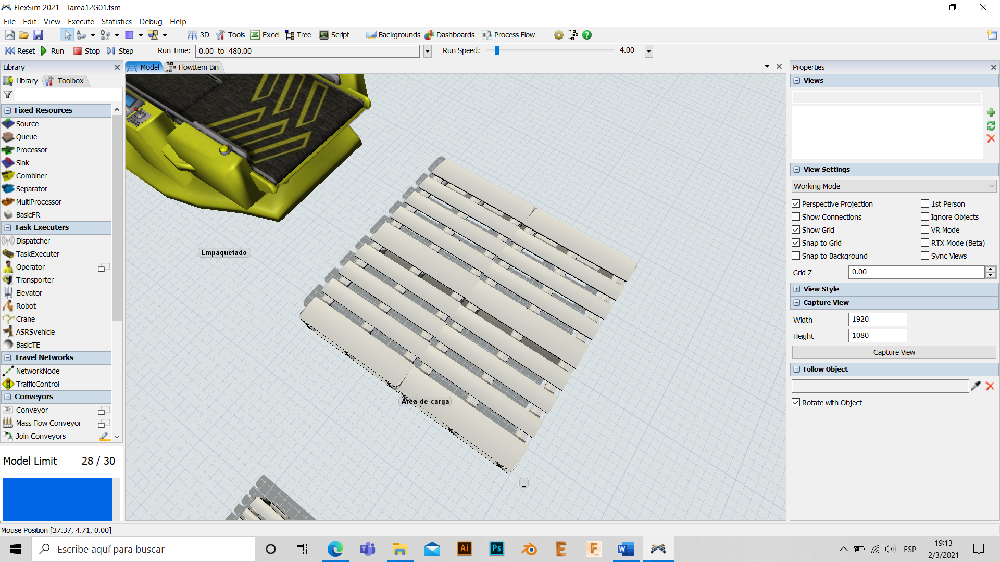 FlexSim 2021 - Tarea12G01.fsm
File Edit View Execute Statistics Debug Help
3D Tools Excel Tree Script Backgrounds Dashboards Process Flow
Reset Run Stop Step Run Time: 0.00 to 480.00 Run Speed: 4.00
Library
Library Toolbox
Fixed Resources
Source
Queue
Processor
Sink
Combiner
Separator
MultiProcessor
BasicFR
Task Executers
Dispatcher
TaskExecuter
Operator
Transporter
Elevator
Robot
Crane
ASRSvehicle
BasicTE
Travel Networks
NetworkNode
TrafficControl
Conveyors
Conveyor
Mass Flow Conveyor
Join Conveyors
Model Limit 28 / 30
Model FlowItem Bin
Empaquetado
Área de carga
_
Properties
Views
View Settings
Working Mode
Perspective Projection 1st Person
Show Connections Ignore Objects
Show Grid VR Mode
Snap to Grid RTX Mode (Beta)
Snap to Background Sync Views
Grid Z 0.00
View Style
Capture View
Width 1920
Height 1080
Capture View
Follow Object
Rotate with Object
Mouse Position [37.37, 4.71, 0.00]
Escribe aquí para buscar
Ai
Ps
ESP
19:13
2/3/2021